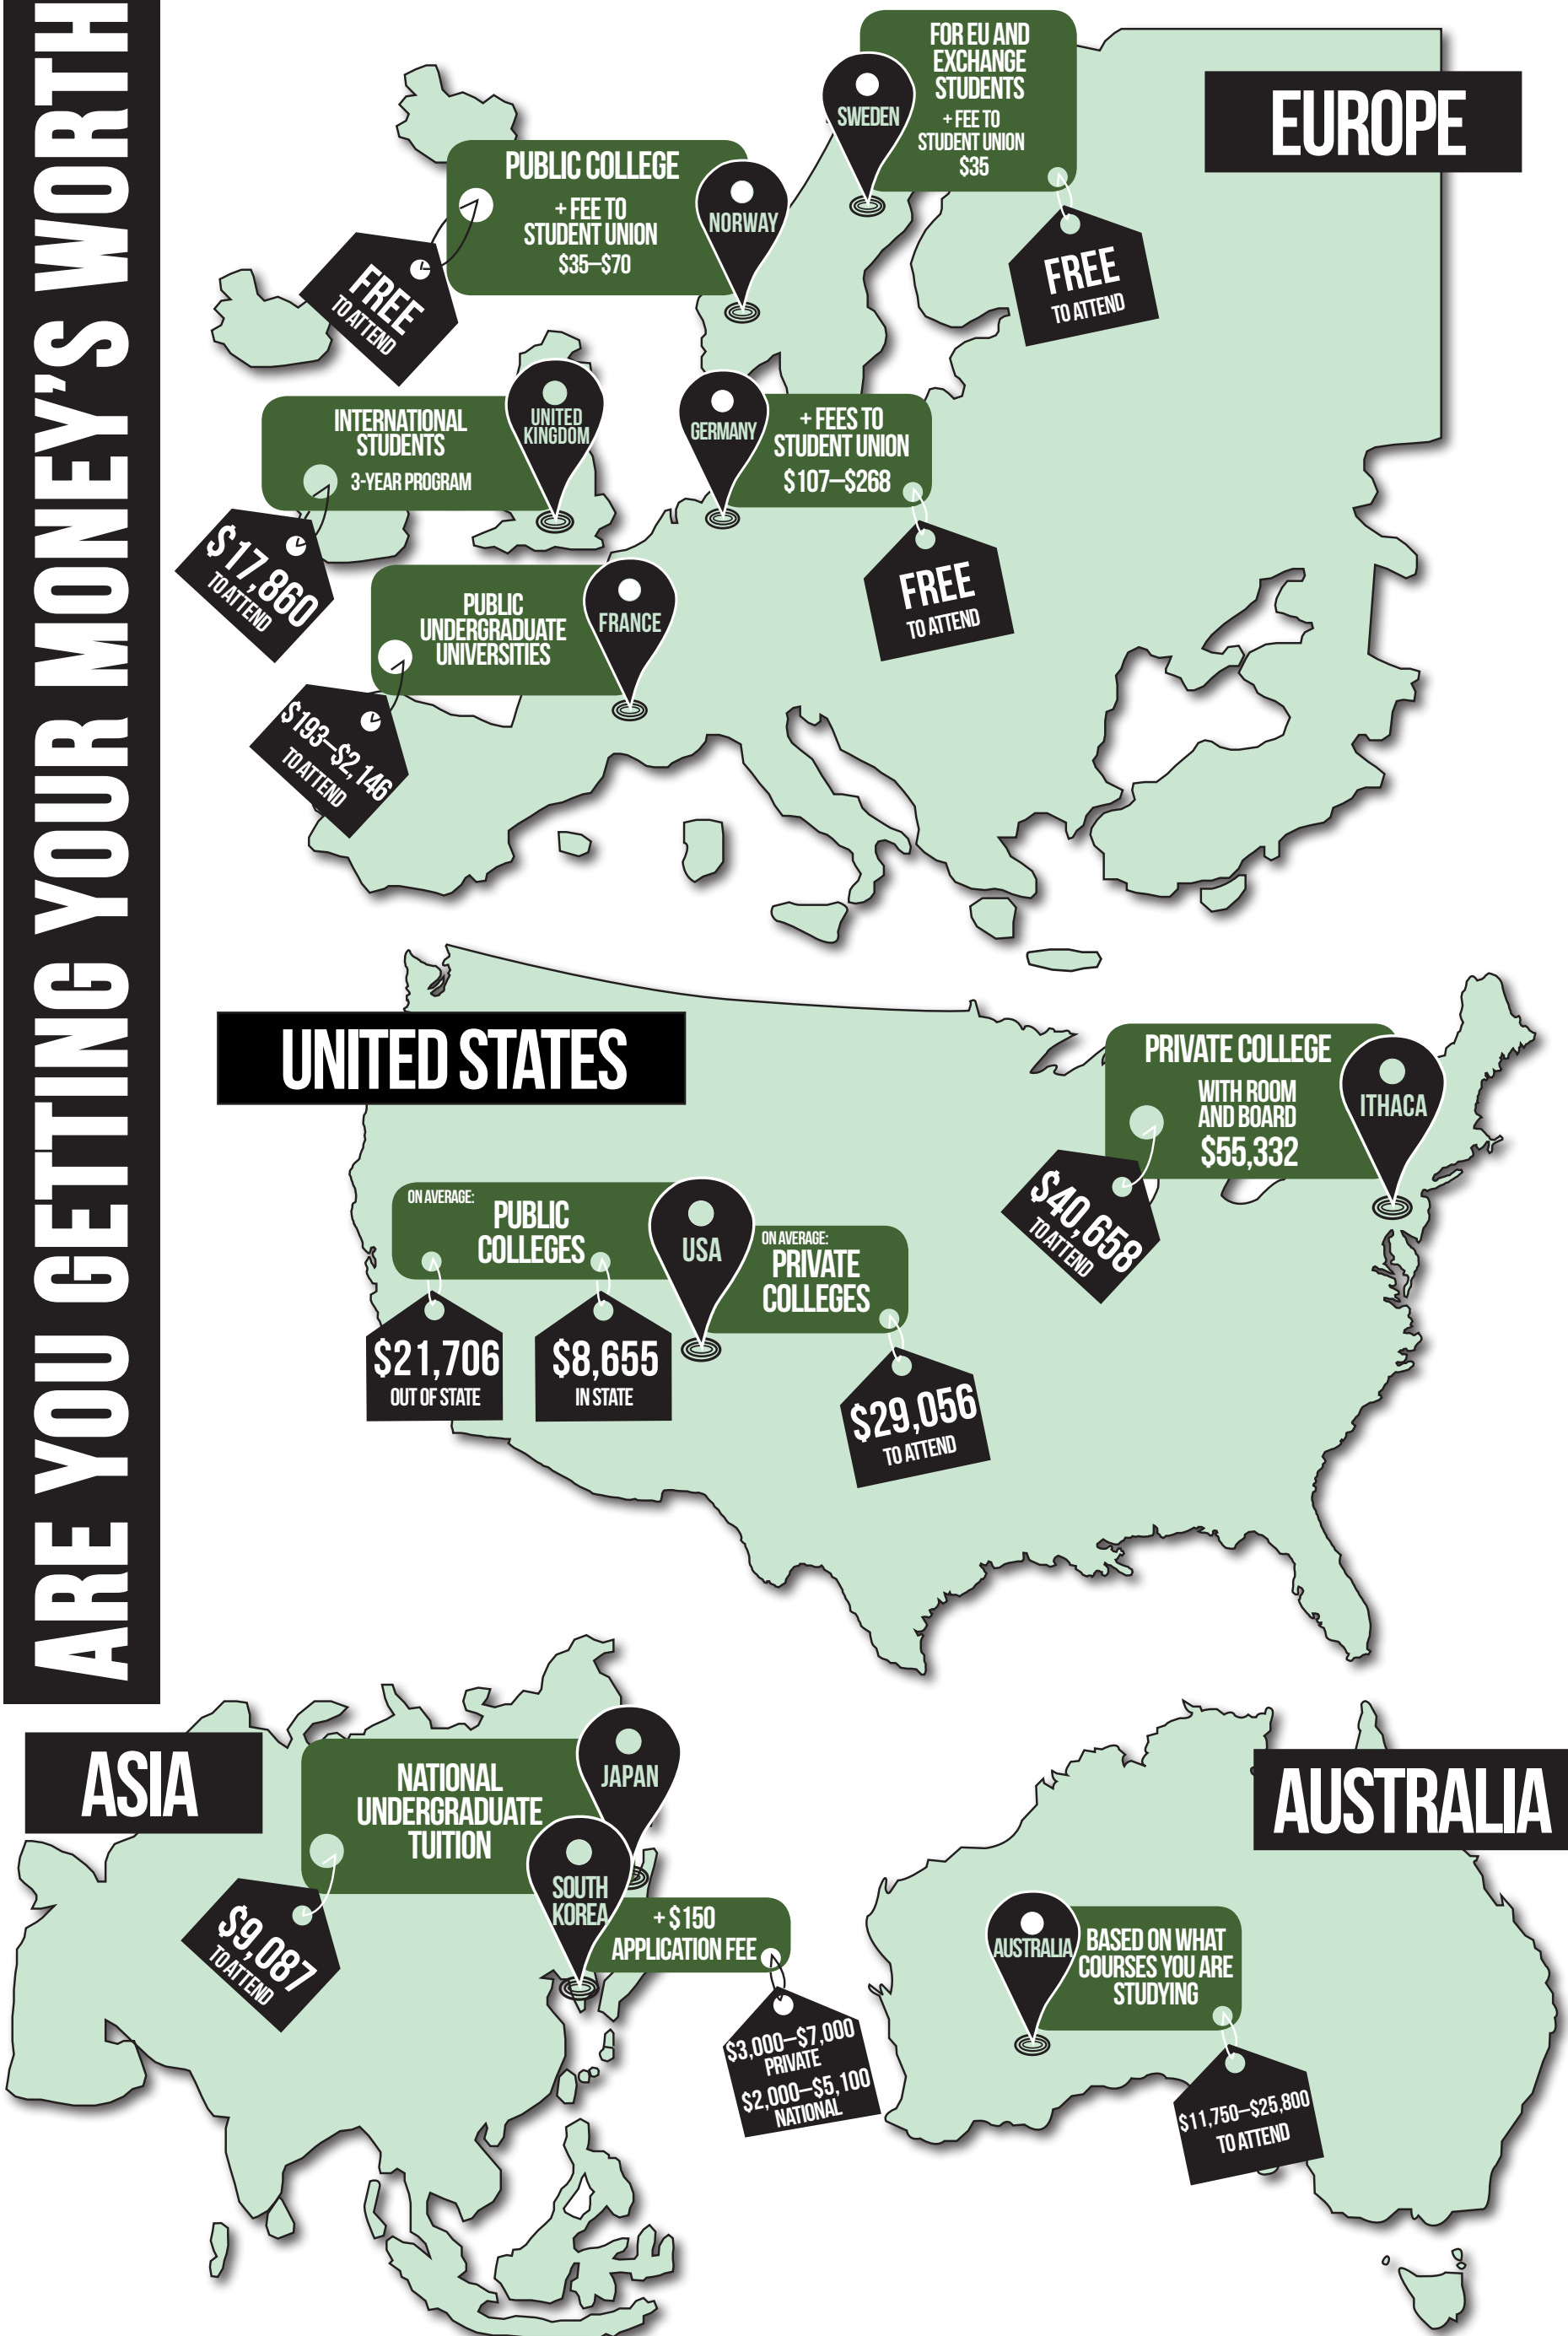 ARE YOU GETTING YOUR MONEY'S WORTH
EUROPE
FOR EU AND
EXCHANGE
STUDENTS
+ FEE TO
STUDENT UNION
$35
SWEDEN
FREE
TO ATTEND
PUBLIC COLLEGE
+ FEE TO
STUDENT UNION
$35–$70
NORWAY
FREE
TO ATTEND
INTERNATIONAL
STUDENTS
3-YEAR PROGRAM
UNITED
KINGDOM
$17,860
TO ATTEND
GERMANY
+ FEES TO
STUDENT UNION
$107–$268
FREE
TO ATTEND
PUBLIC
UNDERGRADUATE
UNIVERSITIES
FRANCE
$193–$2,146
TO ATTEND
UNITED STATES
PRIVATE COLLEGE
WITH ROOM
AND BOARD
$55,332
ITHACA
$40,658
TO ATTEND
ON AVERAGE:
PUBLIC
COLLEGES
USA
ON AVERAGE:
PRIVATE
COLLEGES
$21,706
OUT OF STATE
$8,655
IN STATE
$29,056
TO ATTEND
ASIA
NATIONAL
UNDERGRADUATE
TUITION
JAPAN
$9,087
TO ATTEND
SOUTH
KOREA
+ $150
APPLICATION FEE
$3,000–$7,000
PRIVATE
$2,000–$5,100
NATIONAL
AUSTRALIA
AUSTRALIA
BASED ON WHAT
COURSES YOU ARE
STUDYING
$11,750–$25,800
TO ATTEND